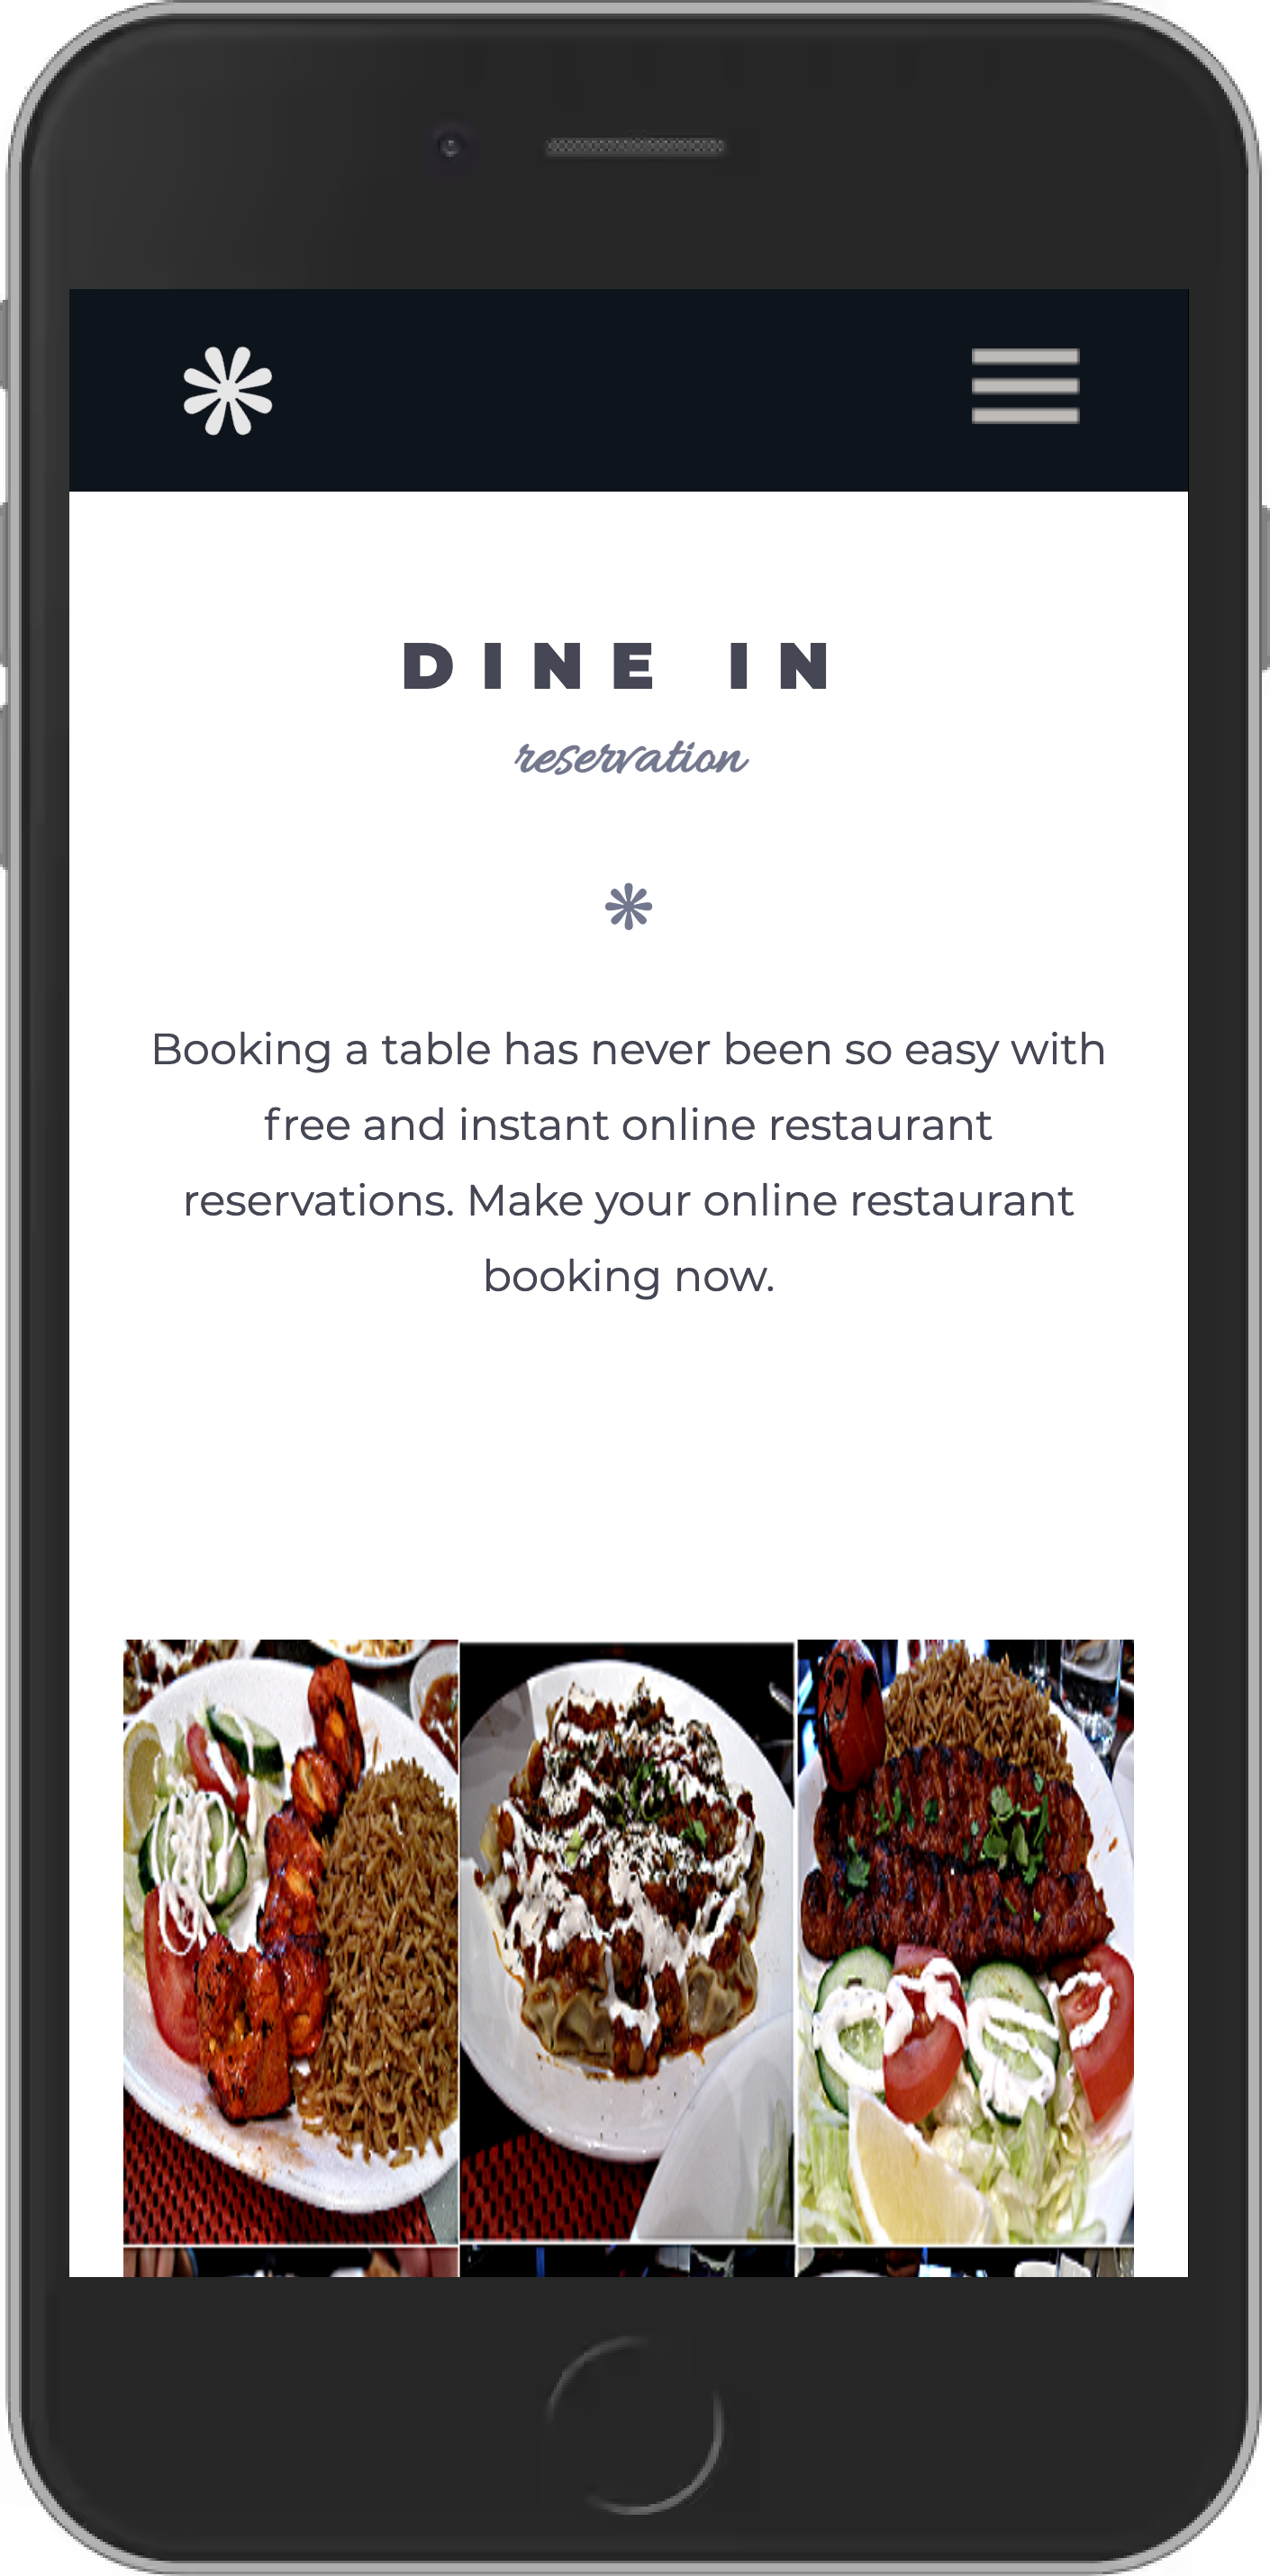 DINE IN
reservation
Booking a table has never been so easy with
free and instant online restaurant
reservations. Make your online restaurant
booking now.